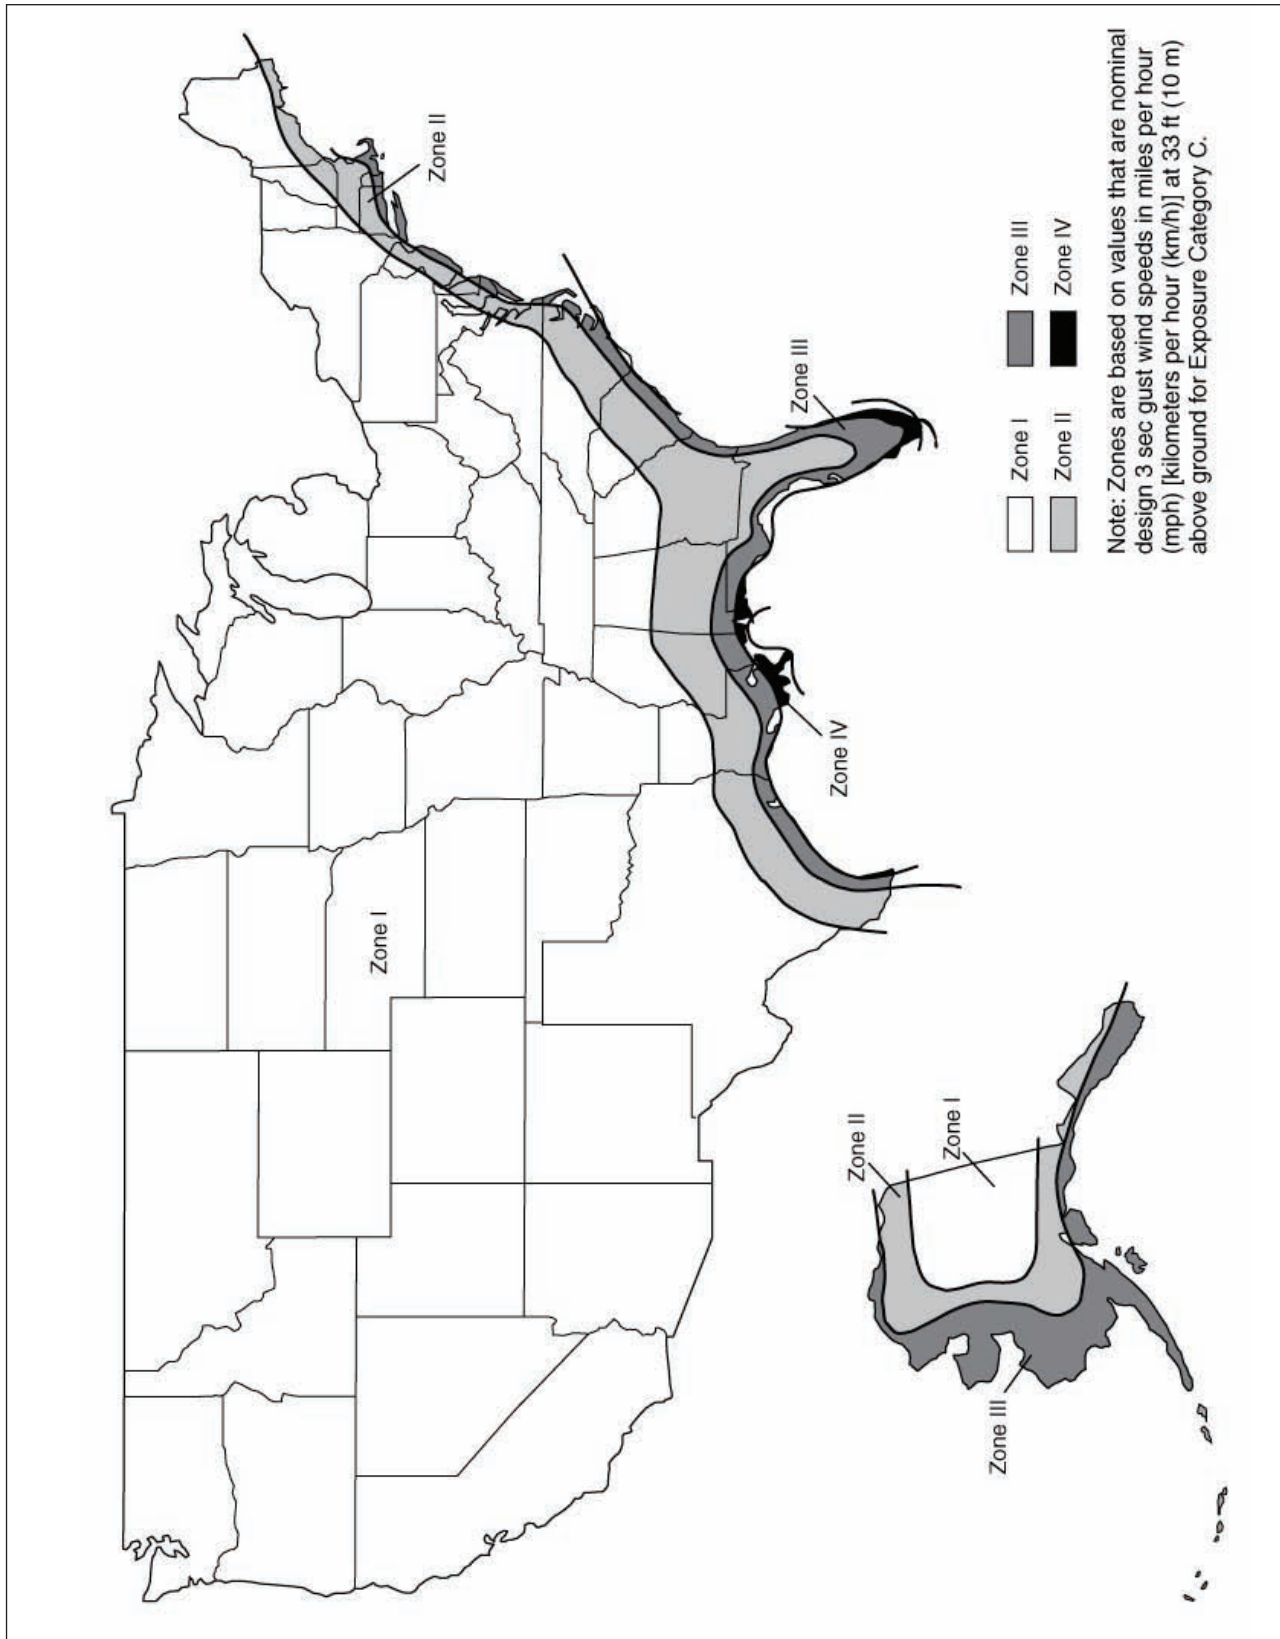 Zone I
Zone II
Zone III
Zone IV
Zone II
Zone I
Zone III
Zone I
Zone II
Zone III
Zone IV
Note: Zones are based on values that are nominal
design 3 sec gust wind speeds in miles per hour
(mph) [kilometers per hour (km/h)] at 33 ft (10 m)
above ground for Exposure Category C.